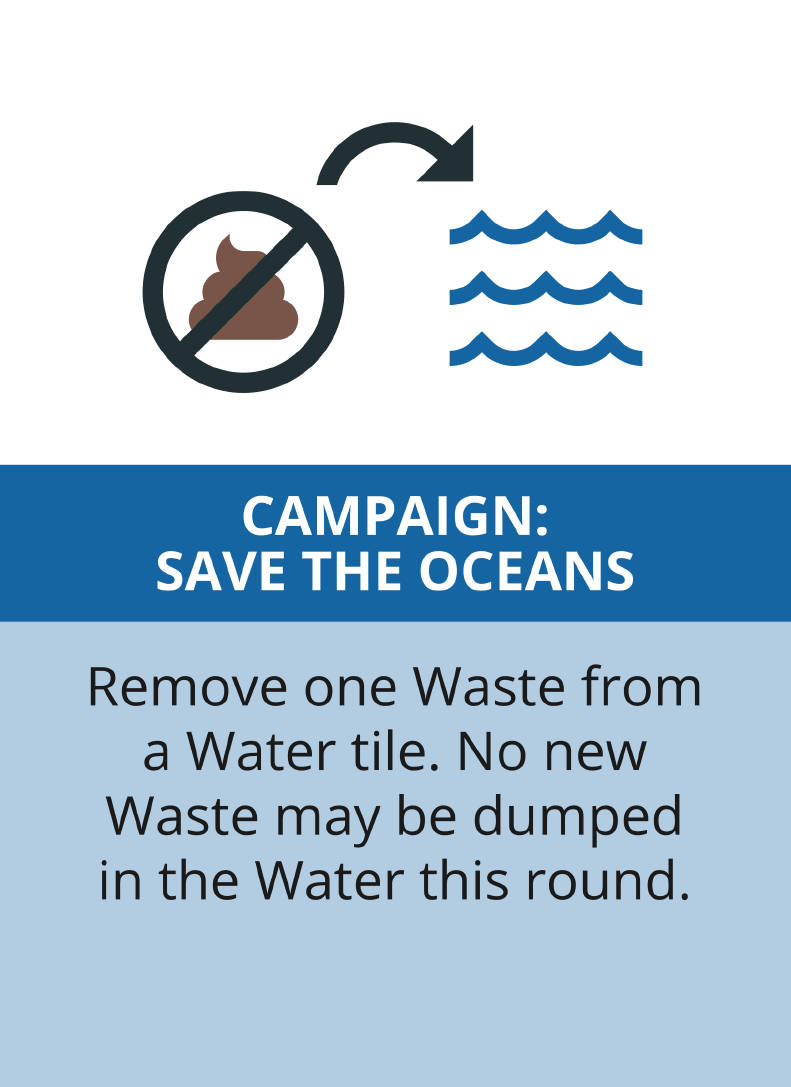 CAMPAIGN:
SAVE THE OCEANS
Remove one Waste from
a Water tile. No new
Waste may be dumped
in the Water this round.